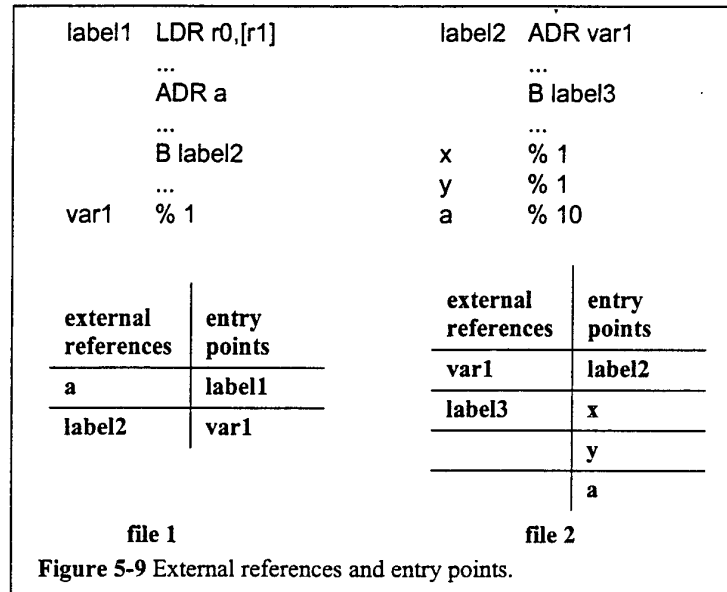 label1 LDR r0,[r1]
...
ADR a
...
B label2
...
var1 % 1
label2 ADR var1
...
B label3
...
x % 1
y % 1
a % 10
external references entry points
a label1
label2 var1
file 1
external references entry points
var1 label2
label3 x
y
a
file 2
Figure 5-9 External references and entry points.